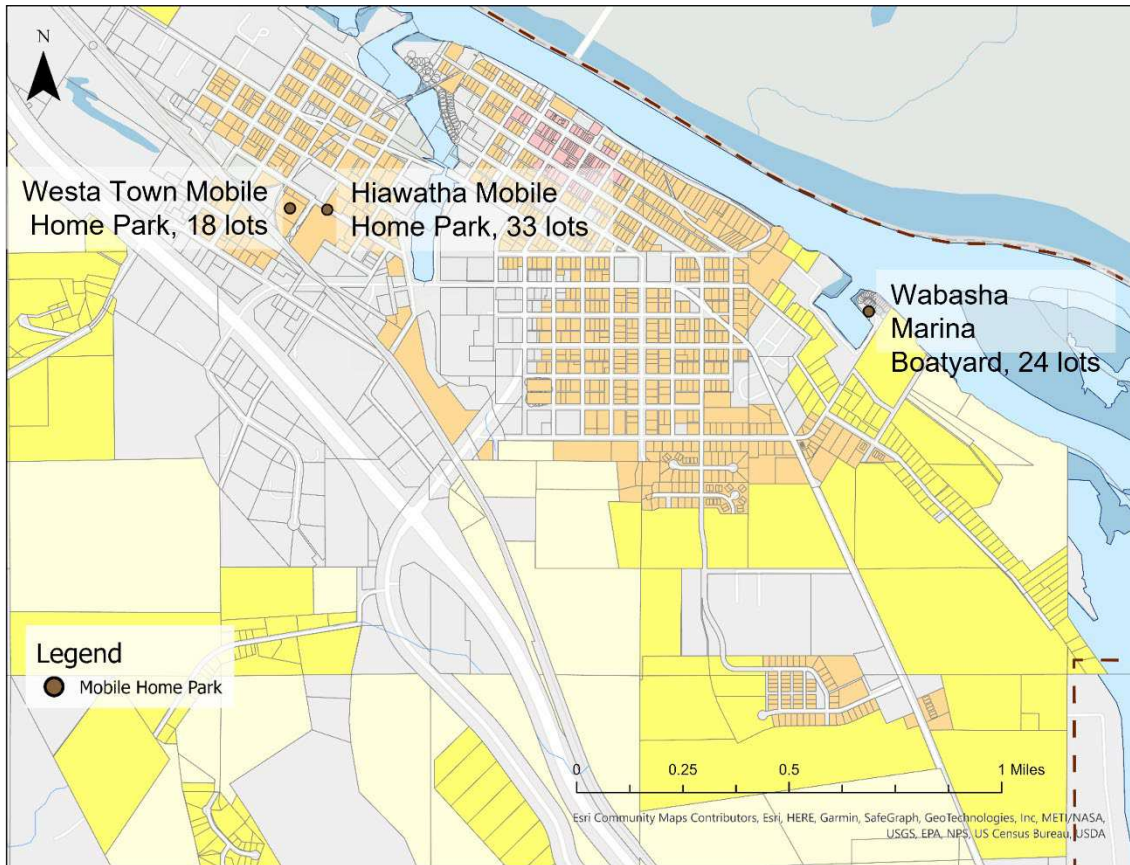 N
Westa Town Mobile
Home Park, 18 lots
Hiawatha Mobile
Home Park, 33 lots
Wabasha
Marina
Boatyard, 24 lots
Legend
Mobile Home Park
0 0.25 0.5 1 Miles
Esri Community Maps Contributors, Esri, HERE, Garmin, SafeGraph, GeoTechnologies, Inc, METI/NASA,
USGS, EPA, NPS, US Census Bureau, USDA